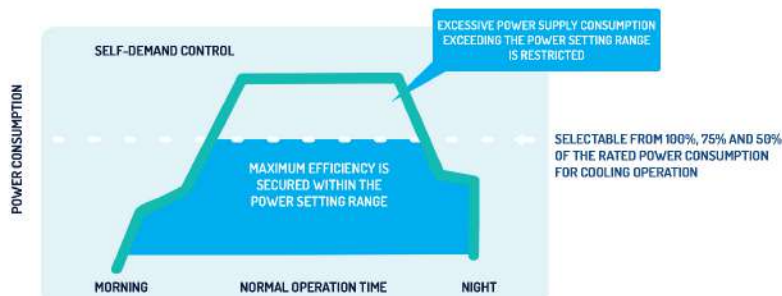 SELF-DEMAND CONTROL
EXCESSIVE POWER SUPPLY CONSUMPTION
EXCEEDING THE POWER SETTING RANGE
IS RESTRICTED
POWER CONSUMPTION
SELECTABLE FROM 100%, 75% AND 50%
OF THE RATED POWER CONSUMPTION
FOR COOLING OPERATION
MAXIMUM EFFICIENCY IS
SECURED WITHIN THE
POWER SETTING RANGE
MORNING
NORMAL OPERATION TIME
NIGHT